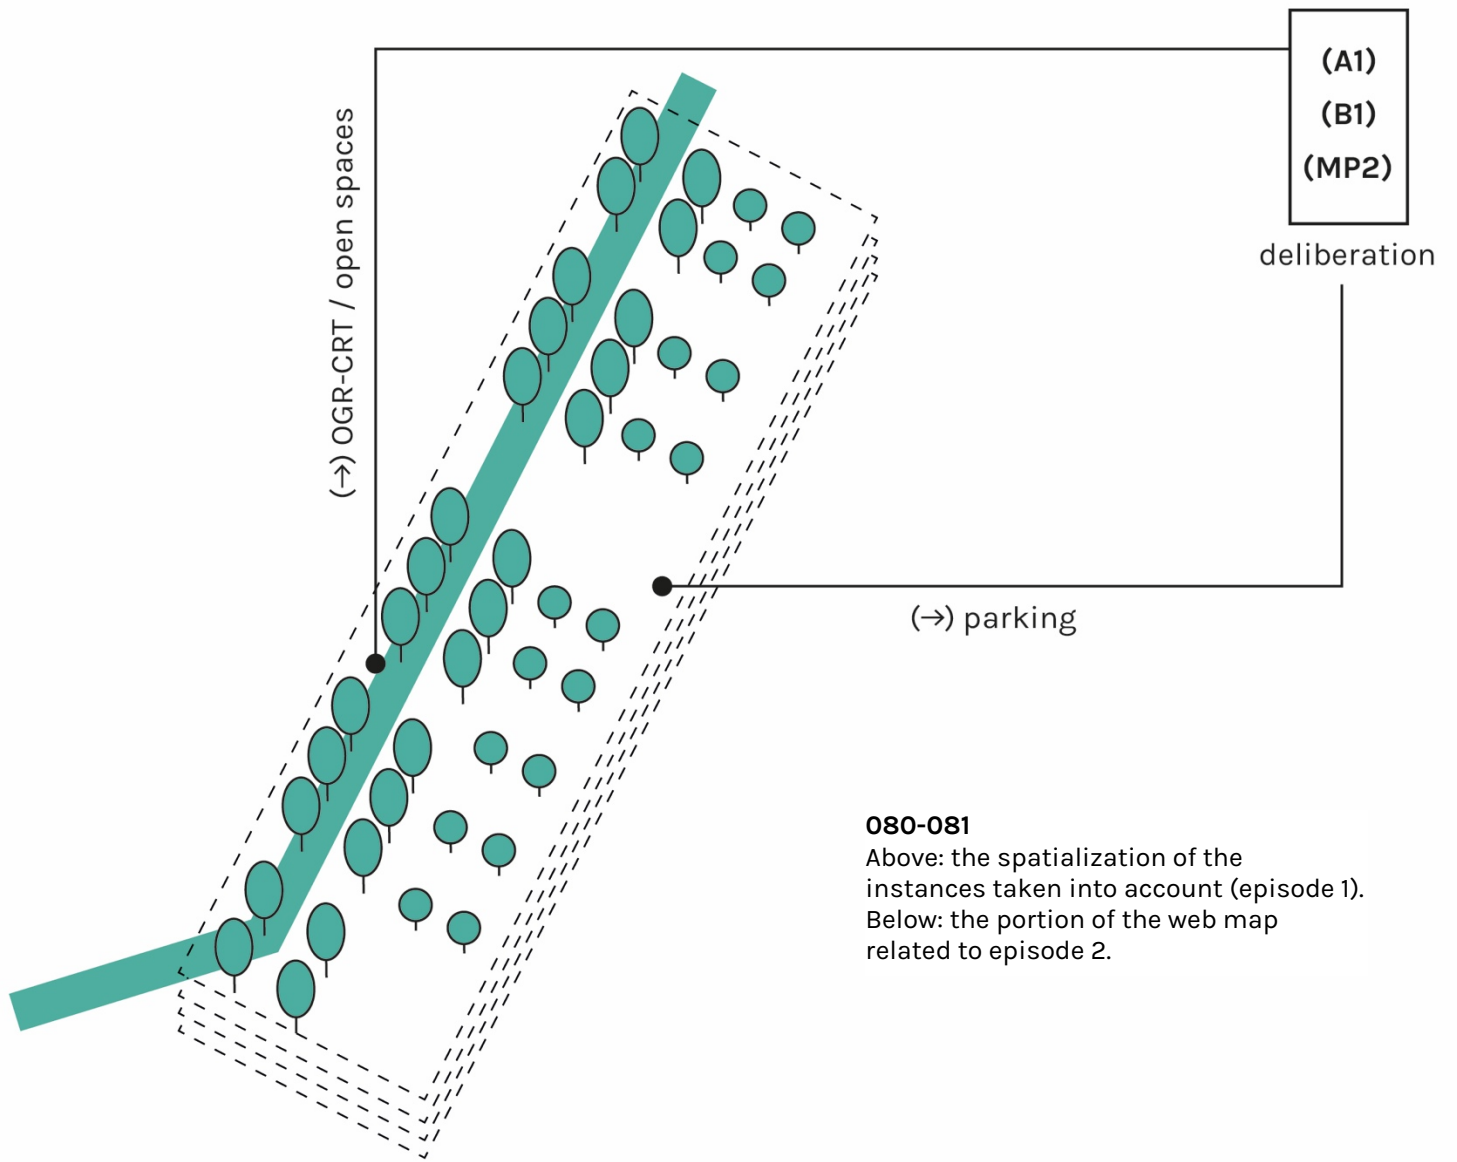 (A1)
(B1)
(MP2)
deliberation
(→) OGR-CRT / open spaces
(→) parking
080-081
Above: the spatialization of the
instances taken into account (episode 1).
Below: the portion of the web map
related to episode 2.